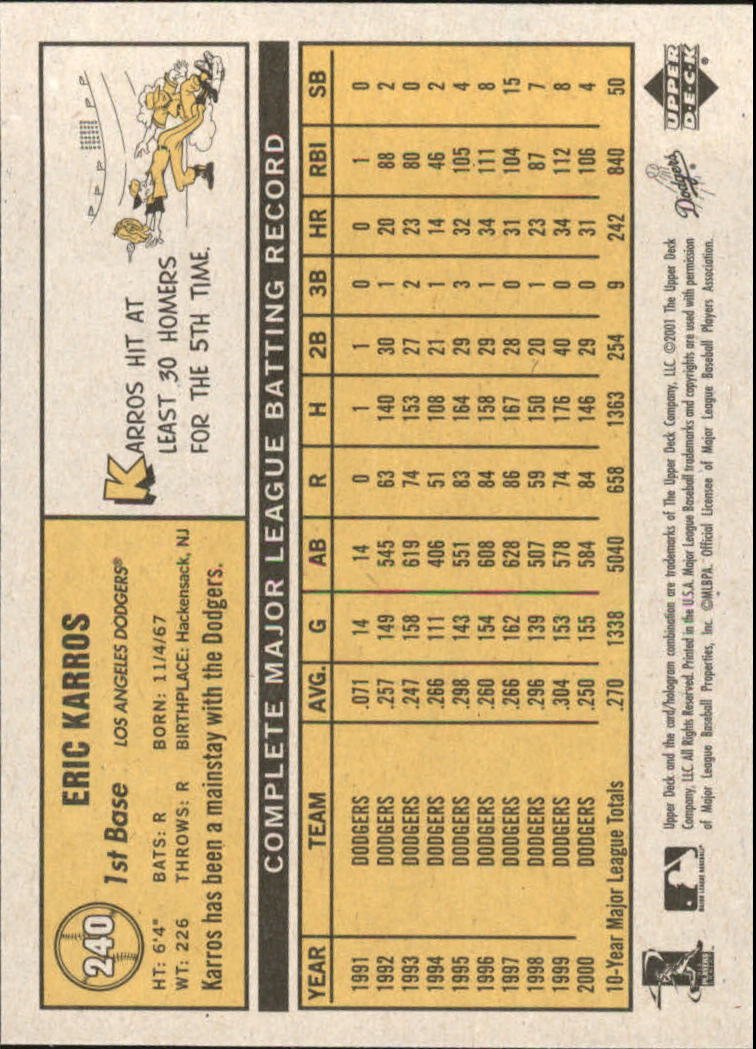 240
ERIC KARROS
1st Base LOS ANGELES DODGERS®
HT: 6'4" BATS: R BORN: 11/4/67
WT: 226 THROWS: R BIRTHPLACE: Hackensack, NJ
Karros has been a mainstay with the Dodgers.
KARROS HIT AT
LEAST 30 HOMERS
FOR THE 5TH TIME.
COMPLETE MAJOR LEAGUE BATTING RECORD
YEAR TEAM AVG. G AB R H 2B 3B HR RBI SB
1991 DODGERS .071 14 14 0 1 1 0 0 1 0
1992 DODGERS .257 149 545 63 140 30 1 20 88 2
1993 DODGERS .247 158 619 74 153 27 2 23 80 0
1994 DODGERS .266 111 406 51 108 21 1 14 46 2
1995 DODGERS .298 143 551 83 164 29 3 32 105 4
1996 DODGERS .260 154 608 84 158 29 1 34 111 8
1997 DODGERS .266 162 628 86 167 28 0 31 104 15
1998 DODGERS .296 139 507 59 150 20 1 23 87 7
1999 DODGERS .304 153 578 74 176 40 0 34 112 8
2000 DODGERS .250 155 584 84 146 29 0 31 106 4
10-Year Major League Totals .270 1338 5040 658 1363 254 9 242 840 50
PLAYERS
MAJOR LEAGUE BASEBALL
Upper Deck and the card/hologram combination are trademarks of The Upper Deck Company, LLC. ©2001 The Upper Deck
Company, LLC. All Rights Reserved. Printed in the U.S.A. Major League Baseball trademarks and copyrights are used with permission
of Major League Baseball Properties, Inc. ©MLBPA. Official Licensee of Major League Baseball Players Association.
Dodgers®
UPPER
DECK®